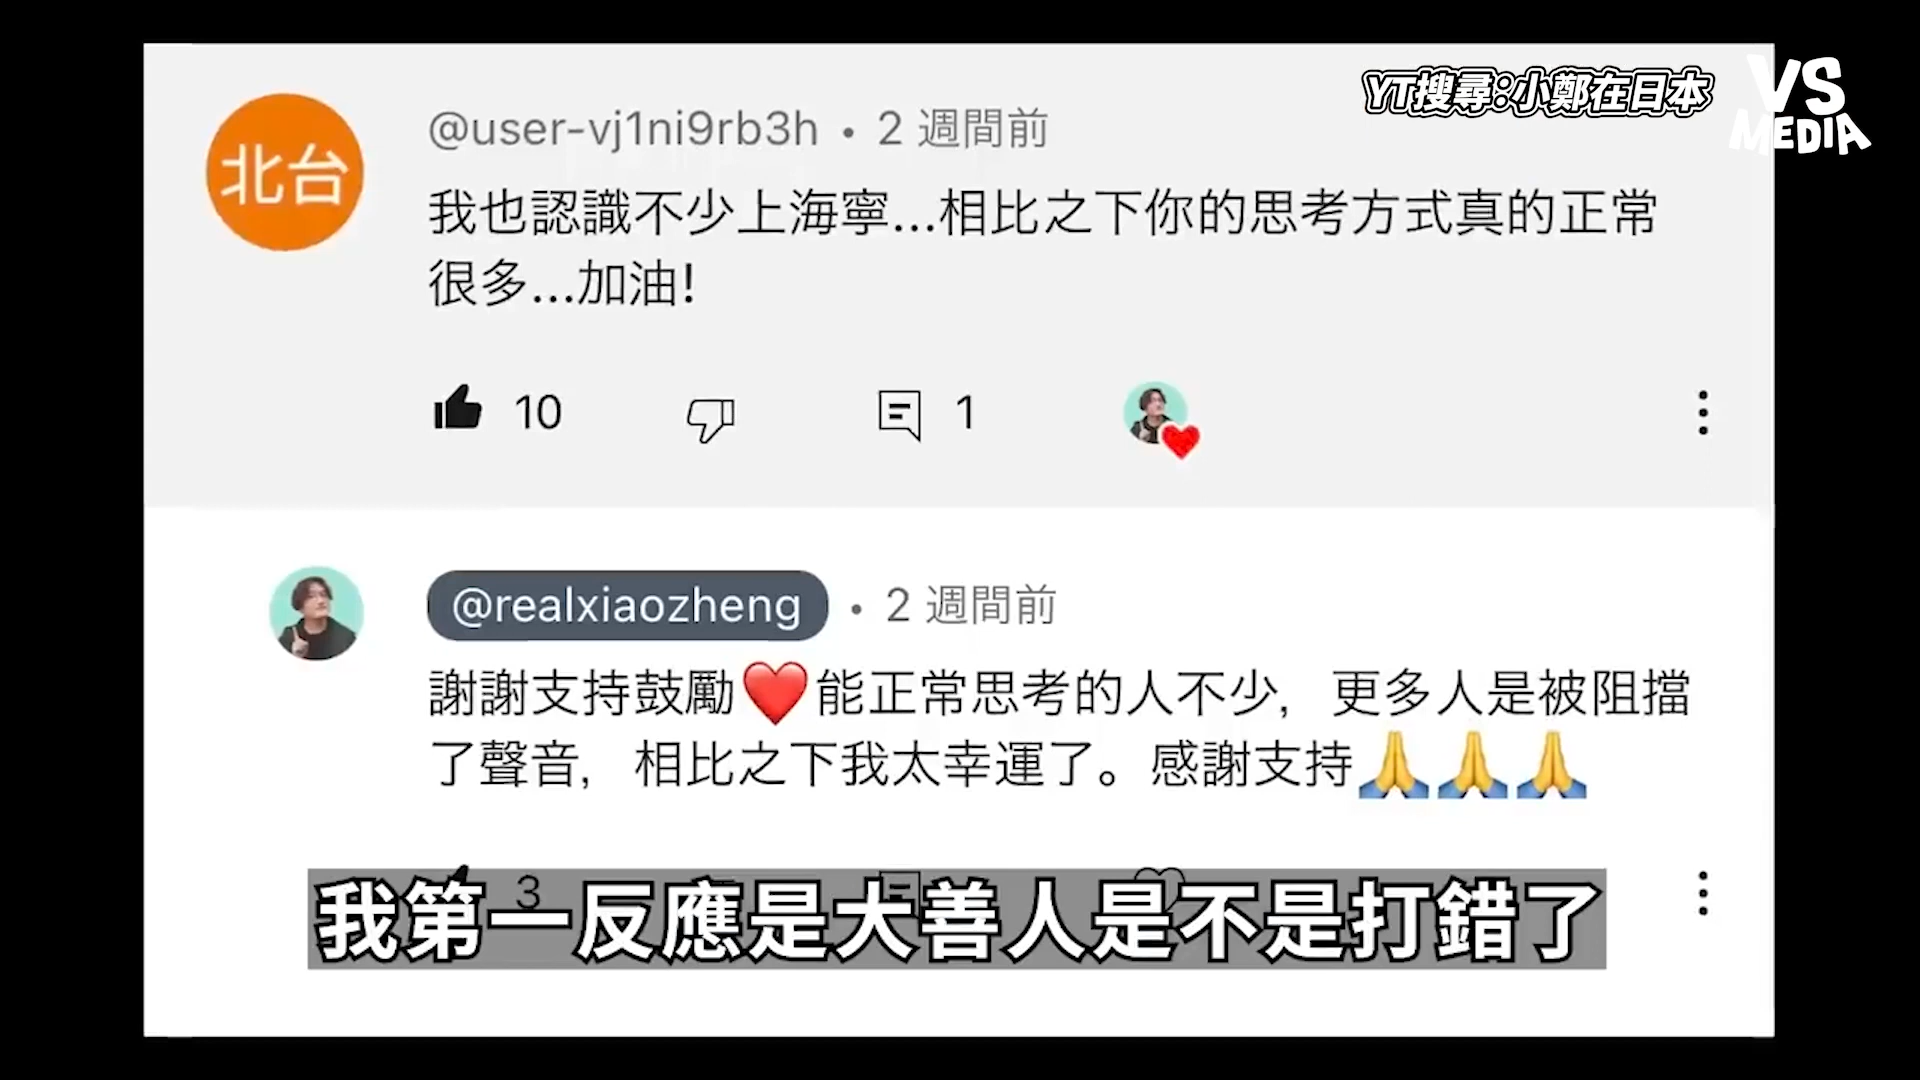 YT搜尋:小鄭在日本
VS
MEDIA
北台
@user-vj1ni9rb3h • 2 週間前
我也認識不少上海寧...相比之下你的思考方式真的正常
很多...加油!
10
1
@realxiaozheng • 2 週間前
謝謝支持鼓勵❤️能正常思考的人不少，更多人是被阻擋
了聲音，相比之下我太幸運了。感謝支持🙏🙏🙏
3
我第一反應是大善人是不是打錯了